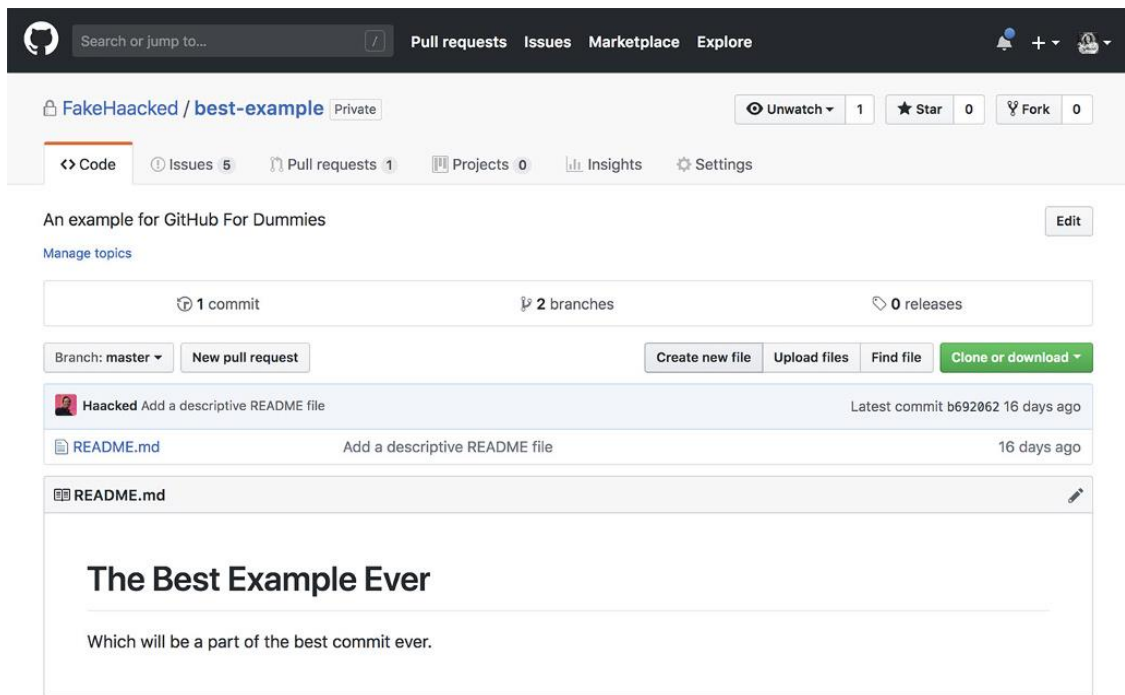 Search or jump to... / Pull requests Issues Marketplace Explore
FakeHaacked / best-example Private Unwatch 1 Star 0 Fork 0
Code Issues 5 Pull requests 1 Projects 0 Insights Settings
An example for GitHub For Dummies Edit
Manage topics
1 commit 2 branches 0 releases
Branch: master New pull request Create new file Upload files Find file Clone or download
Haacked Add a descriptive README file Latest commit b692062 16 days ago
README.md Add a descriptive README file 16 days ago
README.md
The Best Example Ever
Which will be a part of the best commit ever.